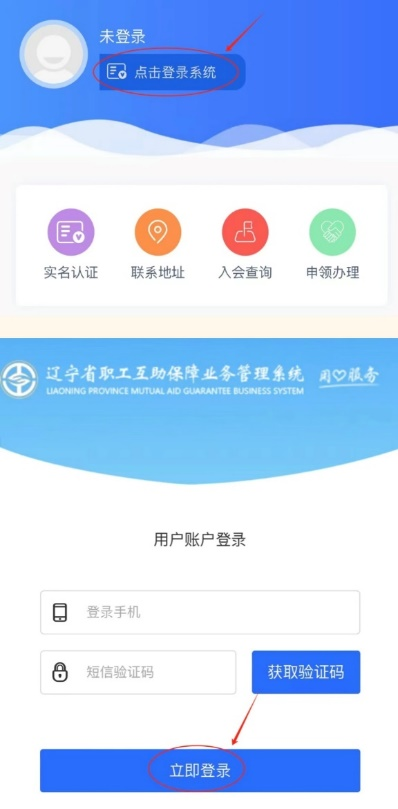 未登录
点击登录系统
实名认证 联系地址 入会查询 申领办理
辽宁省职工互助保障业务管理系统 用♡服务
LIAONING PROVINCE MUTUAL AID GUARANTEE BUSINESS SYSTEM
用户账户登录
登录手机
短信验证码 获取验证码
立即登录